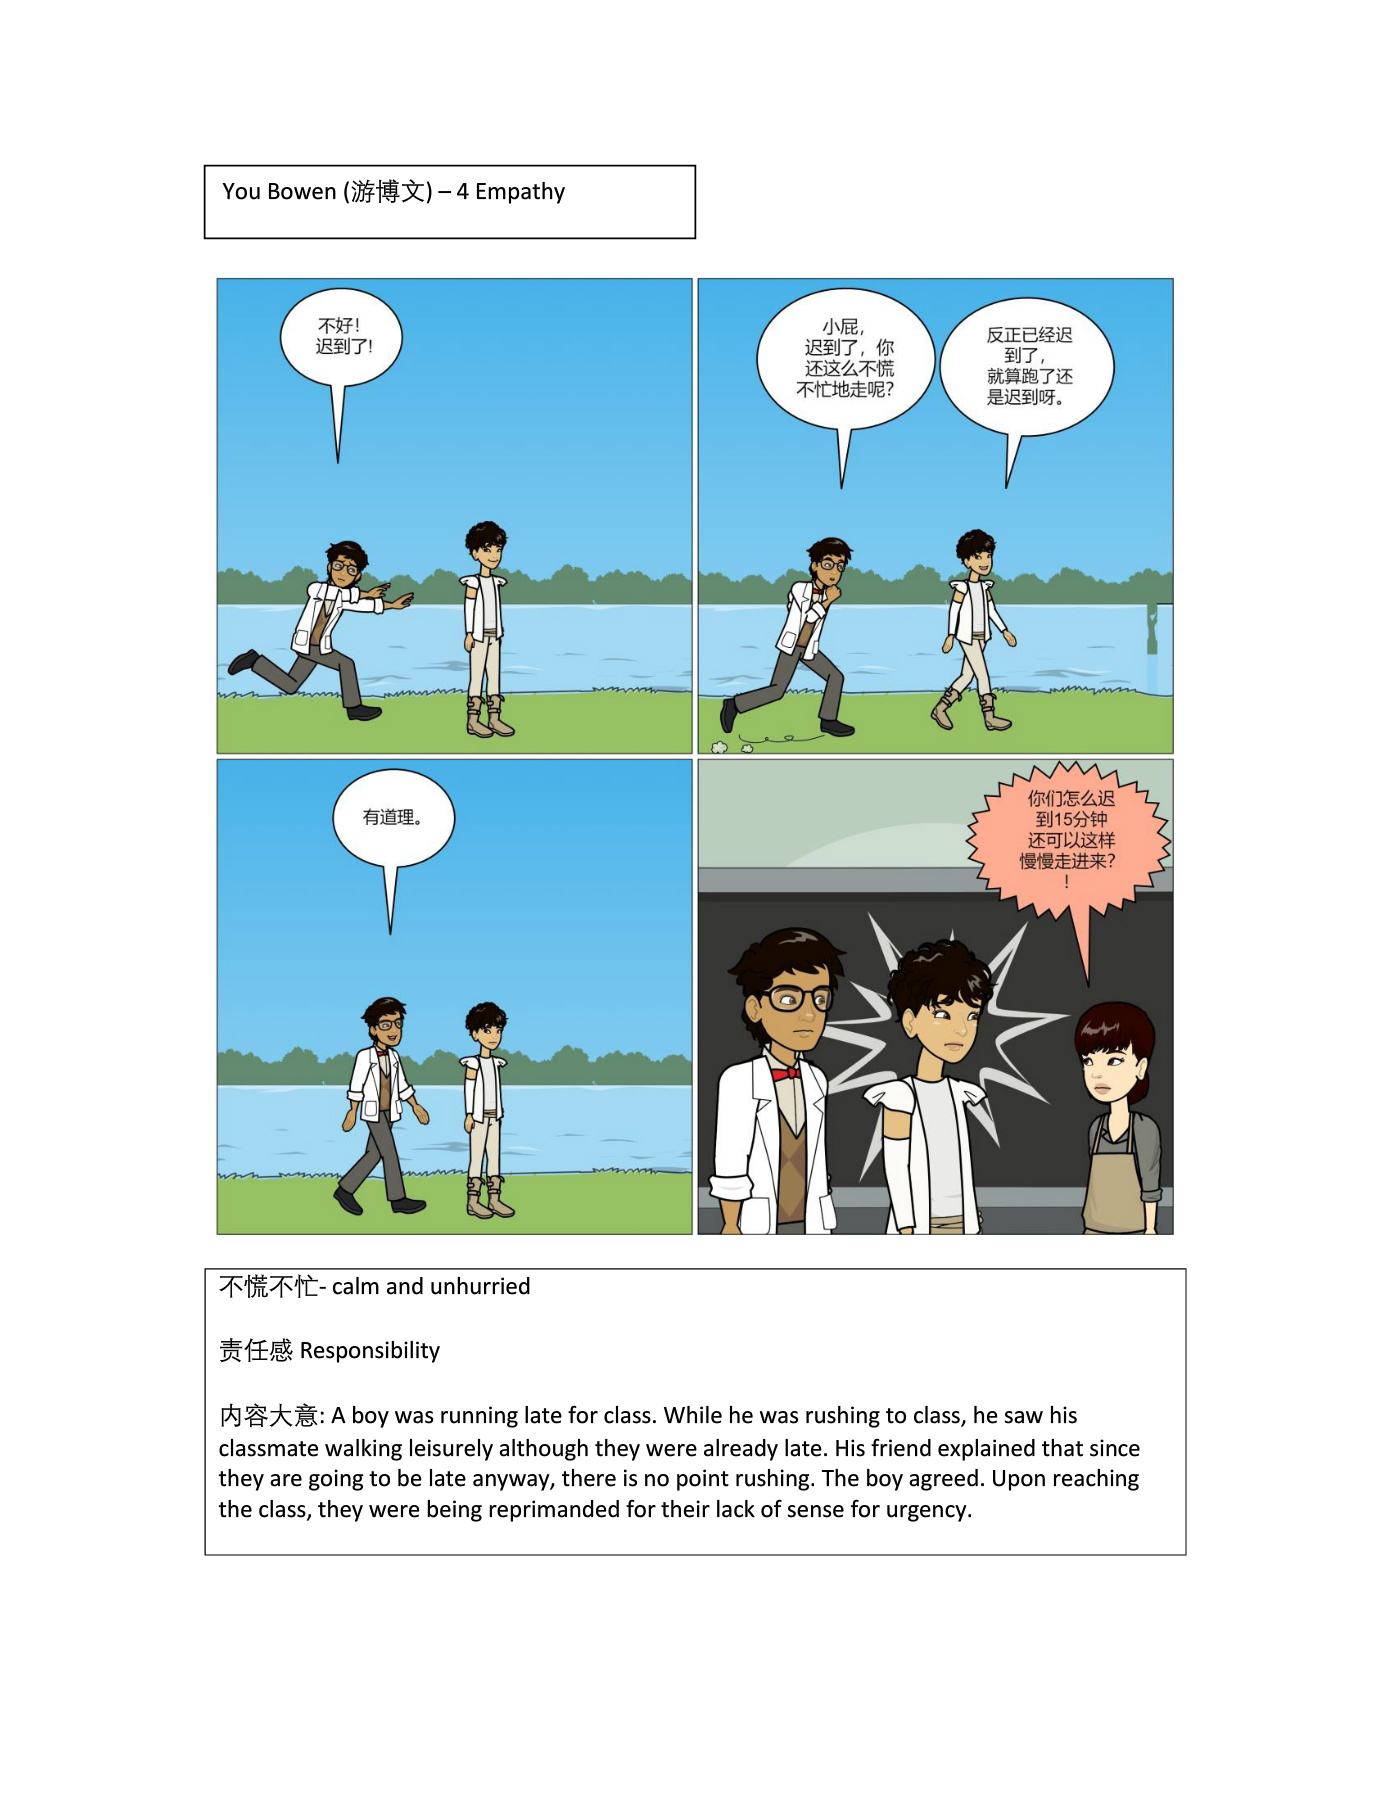 You Bowen (游博文) – 4 Empathy
不好！
迟到了!
小屁，
迟到了，你
还这么不慌
不忙地走呢？
反正已经迟
到了，
就算跑了还
是迟到呀。
有道理。
你们怎么迟
到15分钟
还可以这样
慢慢走进来？
！
不慌不忙- calm and unhurried
责任感 Responsibility
内容大意: A boy was running late for class. While he was rushing to class, he saw his
classmate walking leisurely although they were already late. His friend explained that since
they are going to be late anyway, there is no point rushing. The boy agreed. Upon reaching
the class, they were being reprimanded for their lack of sense for urgency.